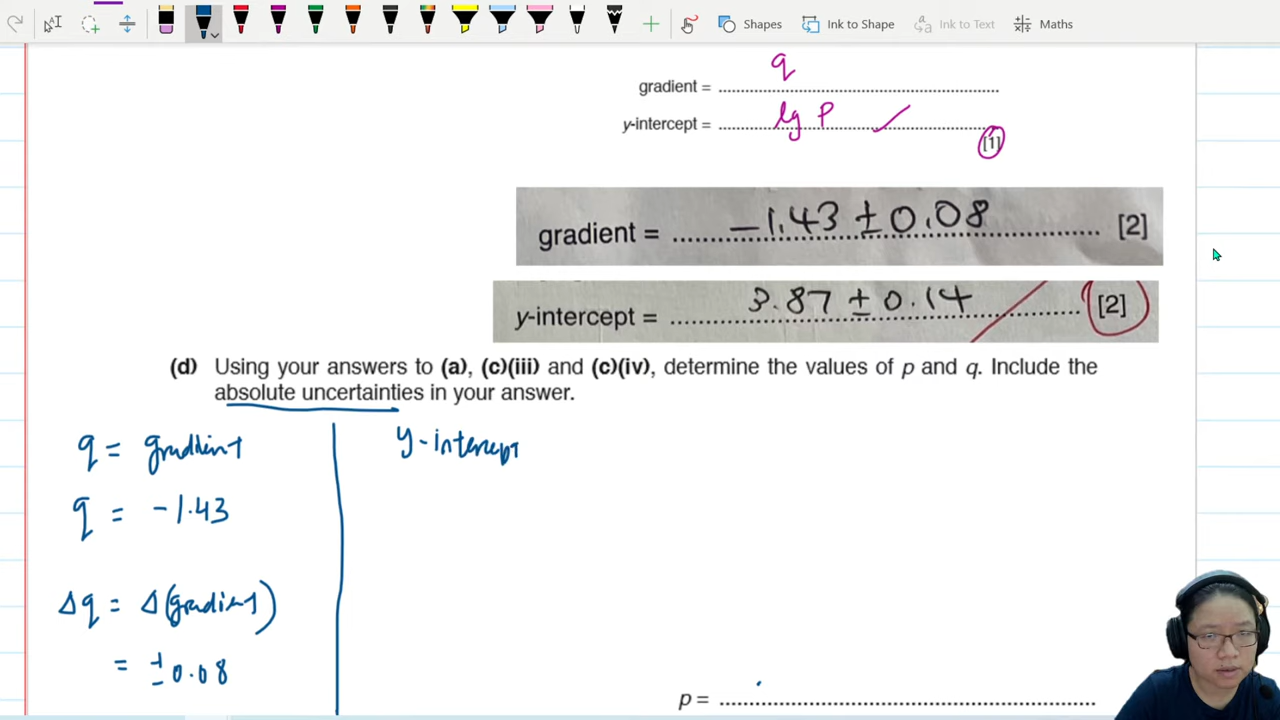 Shapes Ink to Shape Ink to Text Maths
gradient = q
y-intercept = lg P
[1]
gradient = −1.43 ± 0.08 [2]
y-intercept = 3.87 ± 0.14 [2]
(d) Using your answers to (a), (c)(iii) and (c)(iv), determine the values of p and q. Include the
absolute uncertainties in your answer.
q = gradient
y-intercept
q = -1.43
Δq = Δ(gradient)
= ±0.08
p =